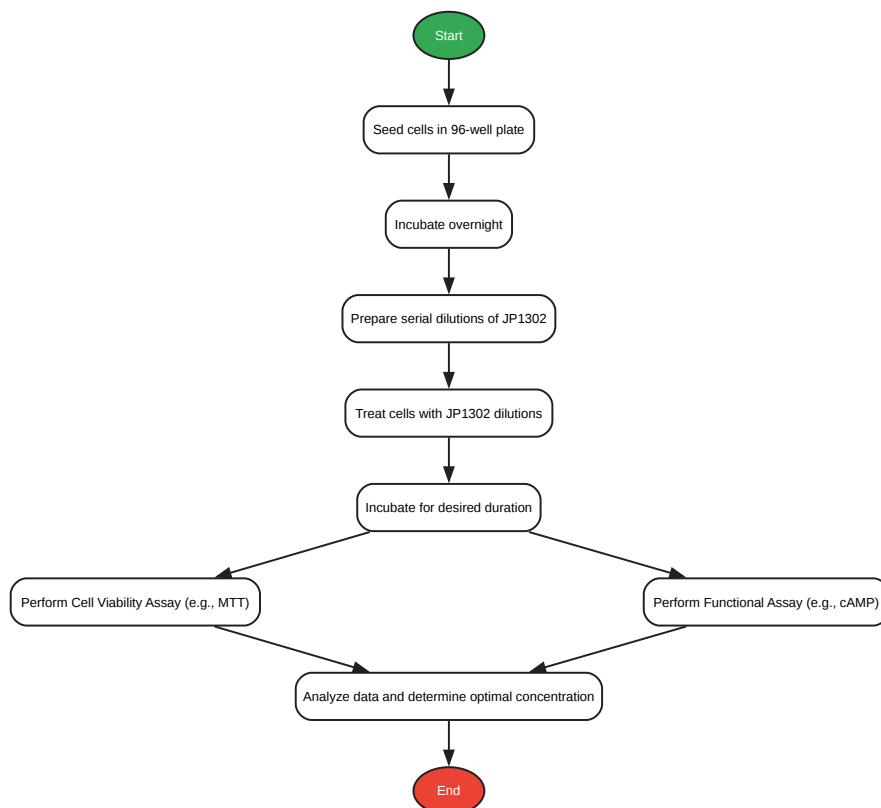 Start
Seed cells in 96-well plate
Incubate overnight
Prepare serial dilutions of JP1302
Treat cells with JP1302 dilutions
Incubate for desired duration
Perform Cell Viability Assay (e.g., MTT)
Perform Functional Assay (e.g., cAMP)
Analyze data and determine optimal concentration
End